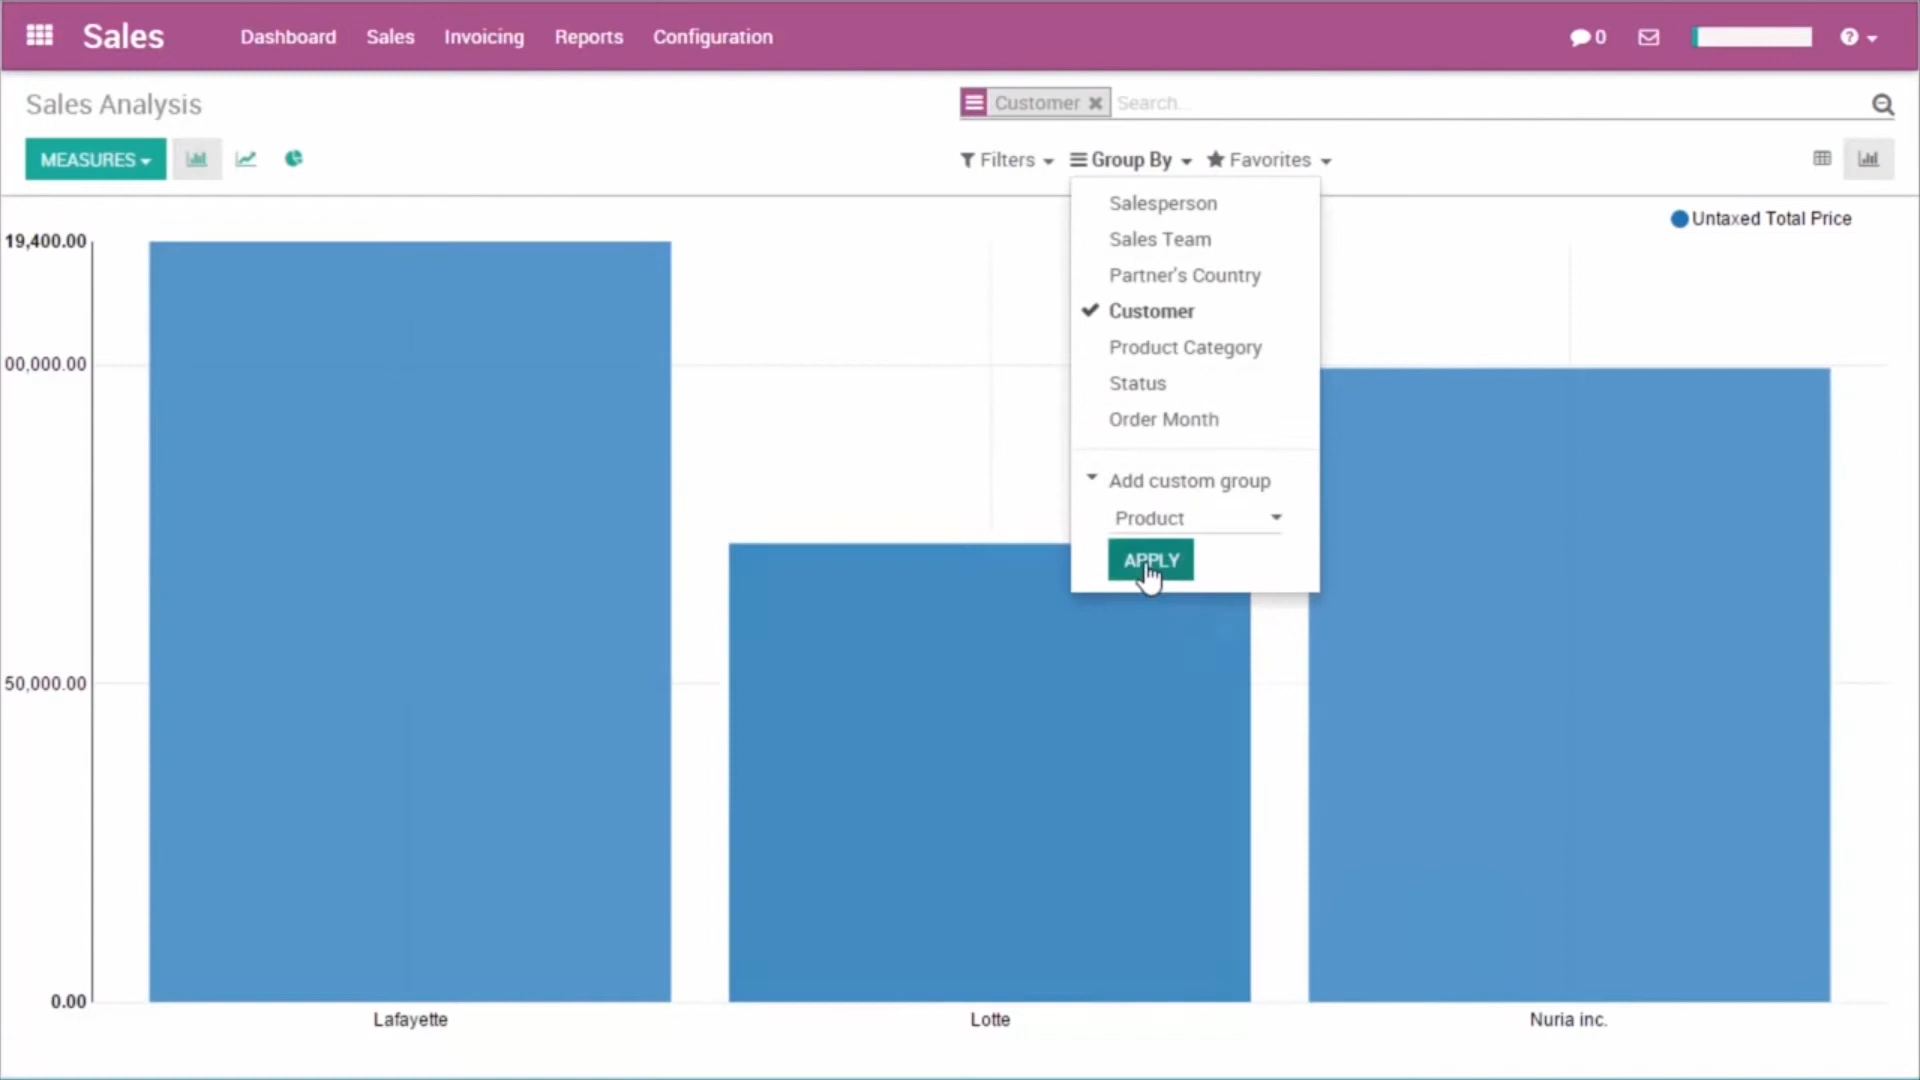 Sales Dashboard Sales Invoicing Reports Configuration 0
Sales Analysis
Customer Search...
MEASURES
Filters Group By Favorites
Salesperson
Sales Team
Partner's Country
Customer
Product Category
Status
Order Month
Add custom group
Product
APPLY
Untaxed Total Price
19,400.00
00,000.00
50,000.00
0.00
Lafayette Lotte Nuria inc.